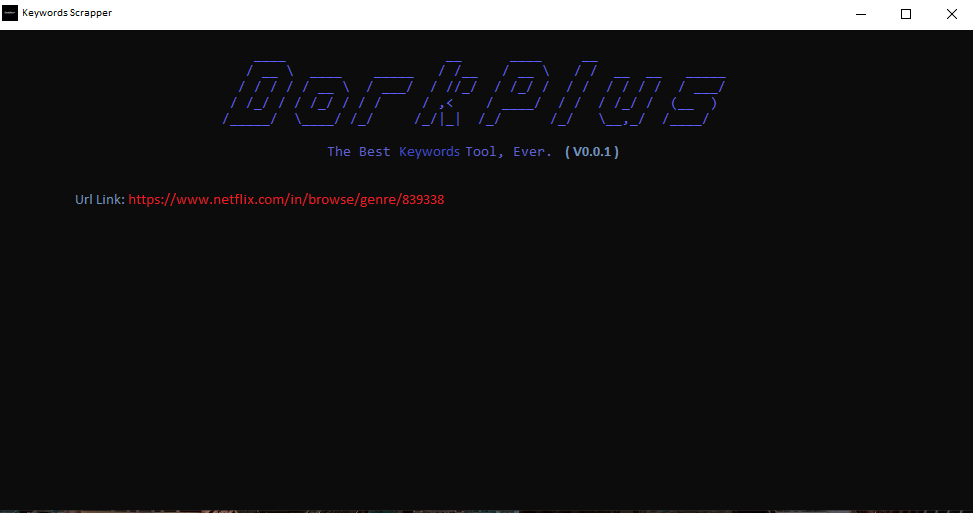 Keywords Scrapper
DorkPlus
The Best Keywords Tool, Ever. ( V0.0.1 )
Url Link: https://www.netflix.com/in/browse/genre/839338